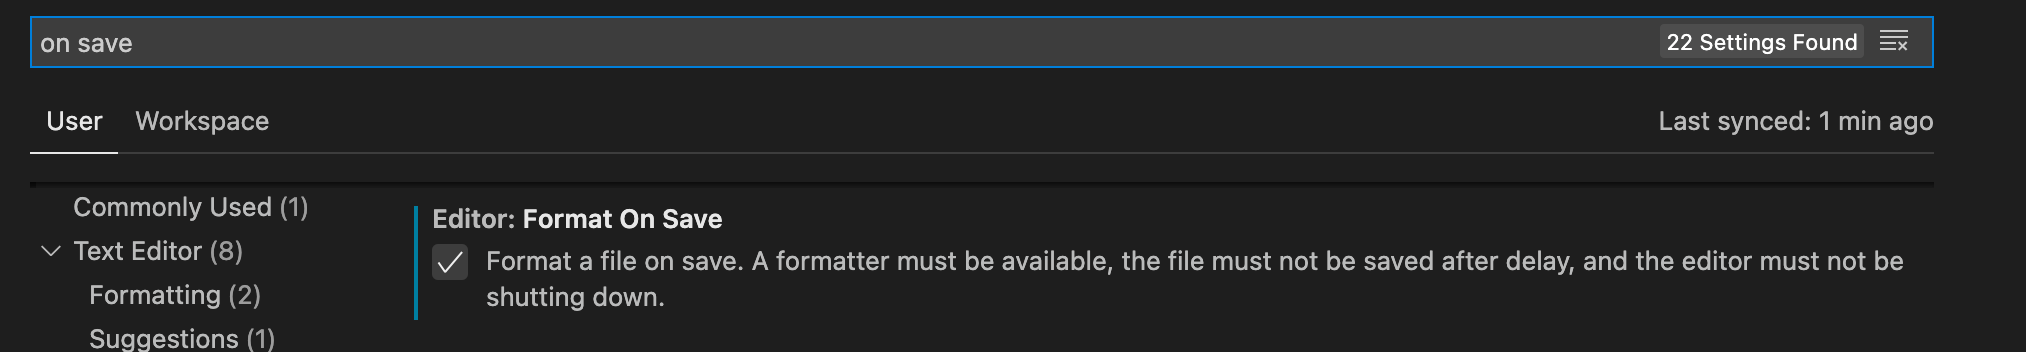 on save
22 Settings Found
User
Workspace
Last synced: 1 min ago
Commonly Used (1)
Text Editor (8)
Formatting (2)
Suggestions (1)
Editor: Format On Save
Format a file on save. A formatter must be available, the file must not be saved after delay, and the editor must not be
shutting down.